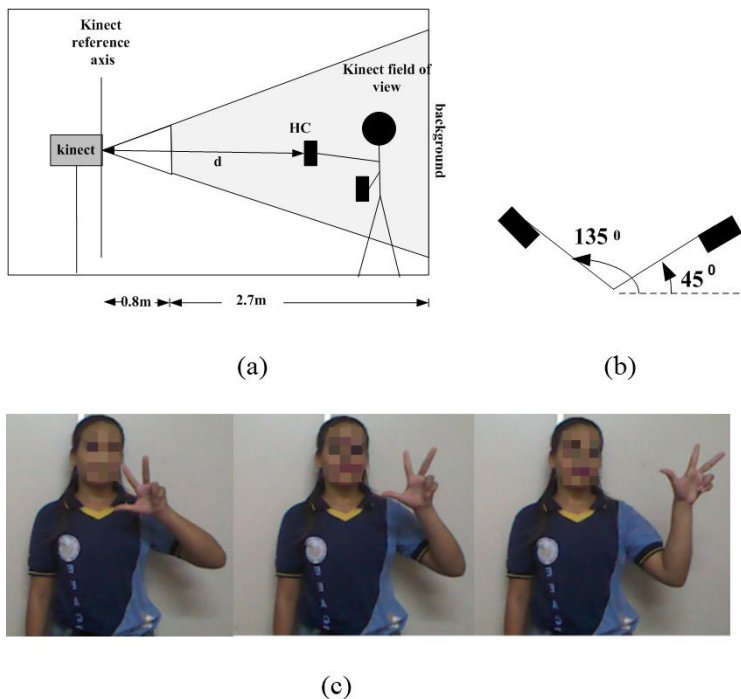 Kinect
reference
axis
Kinect field of
view
background
HC
kinect
d
0.8m
2.7m
(a)
135 0
45 0
(b)
E
E
A
G
(c)